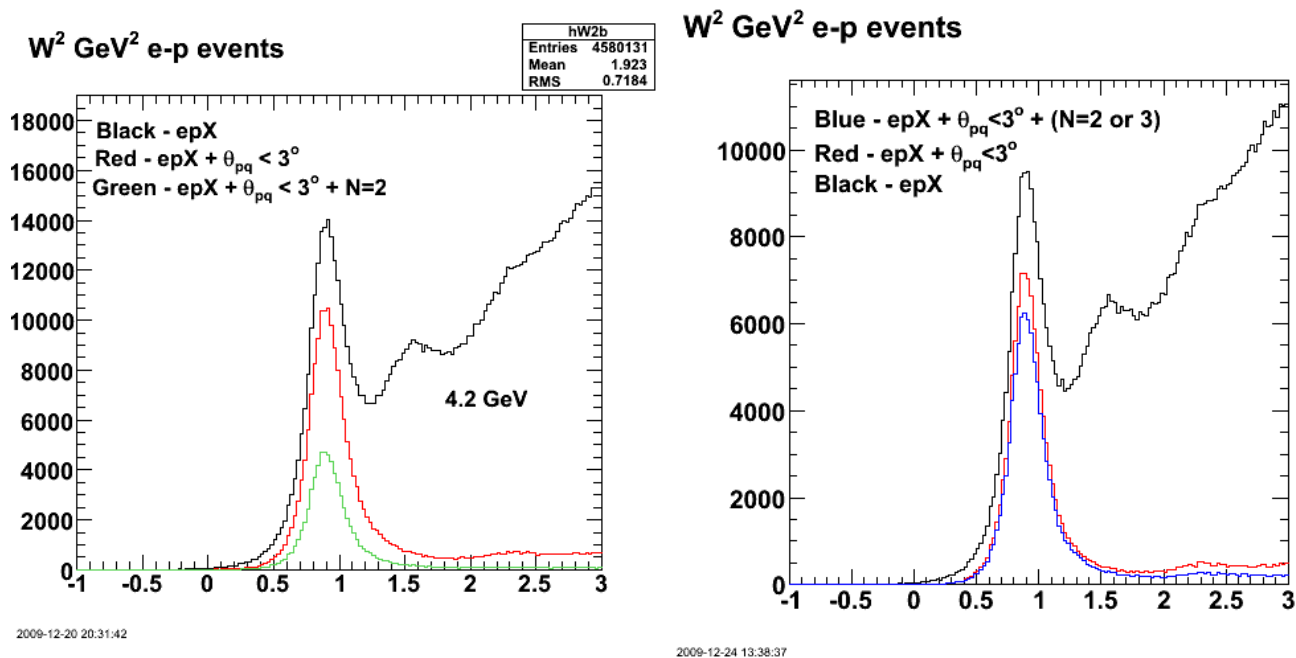 W² GeV² e-p events
hW2b
Entries 4580131
Mean 1.923
RMS 0.7184
Black - epX
Red - epX + θpq < 3°
Green - epX + θpq < 3° + N=2
4.2 GeV
18000
16000
14000
12000
10000
8000
6000
4000
2000
0
-1 -0.5 0 0.5 1 1.5 2 2.5 3
2009-12-20 20:31:42
W² GeV² e-p events
Blue - epX + θpq<3° + (N=2 or 3)
Red - epX + θpq<3°
Black - epX
10000
8000
6000
4000
2000
0
-1 -0.5 0 0.5 1 1.5 2 2.5 3
2009-12-24 13:38:37